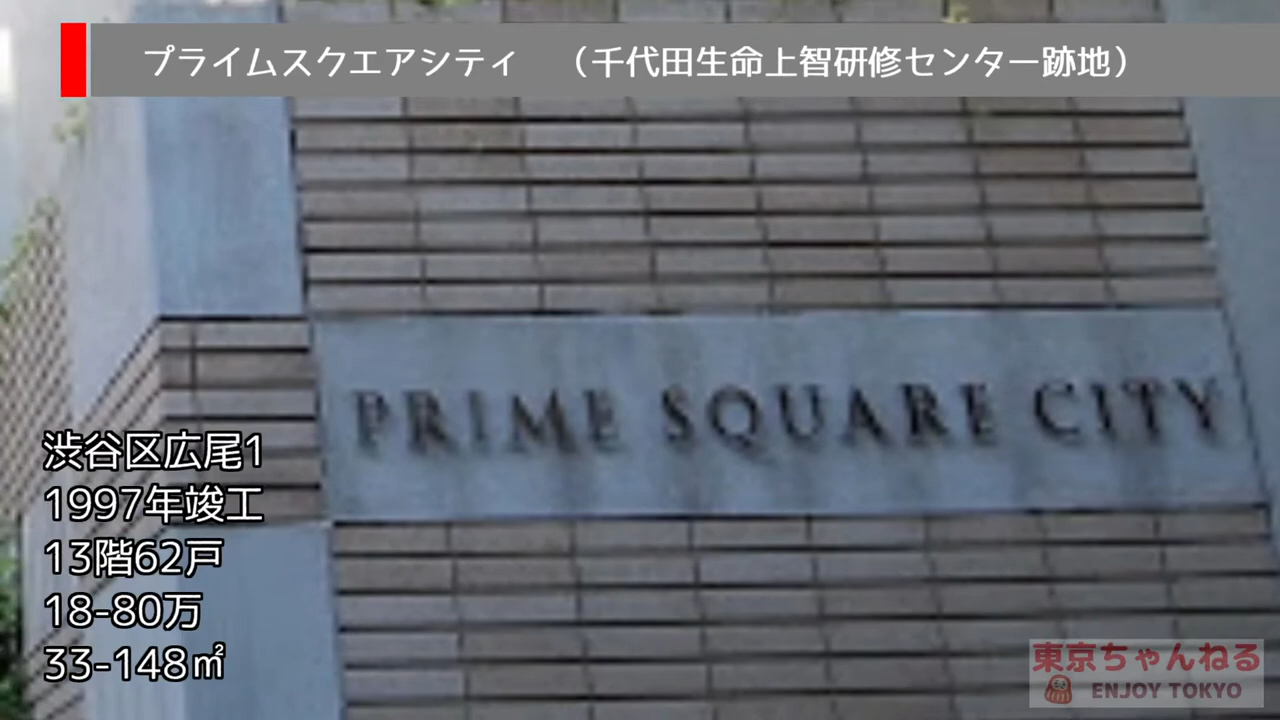 プライムスクエアシティ　（千代田生命上智研修センター跡地）
PRIME SQUARE CITY
渋谷区広尾1
1997年竣工
13階62戸
18-80万
33-148㎡
東京ちゃんねる
ENJOY TOKYO